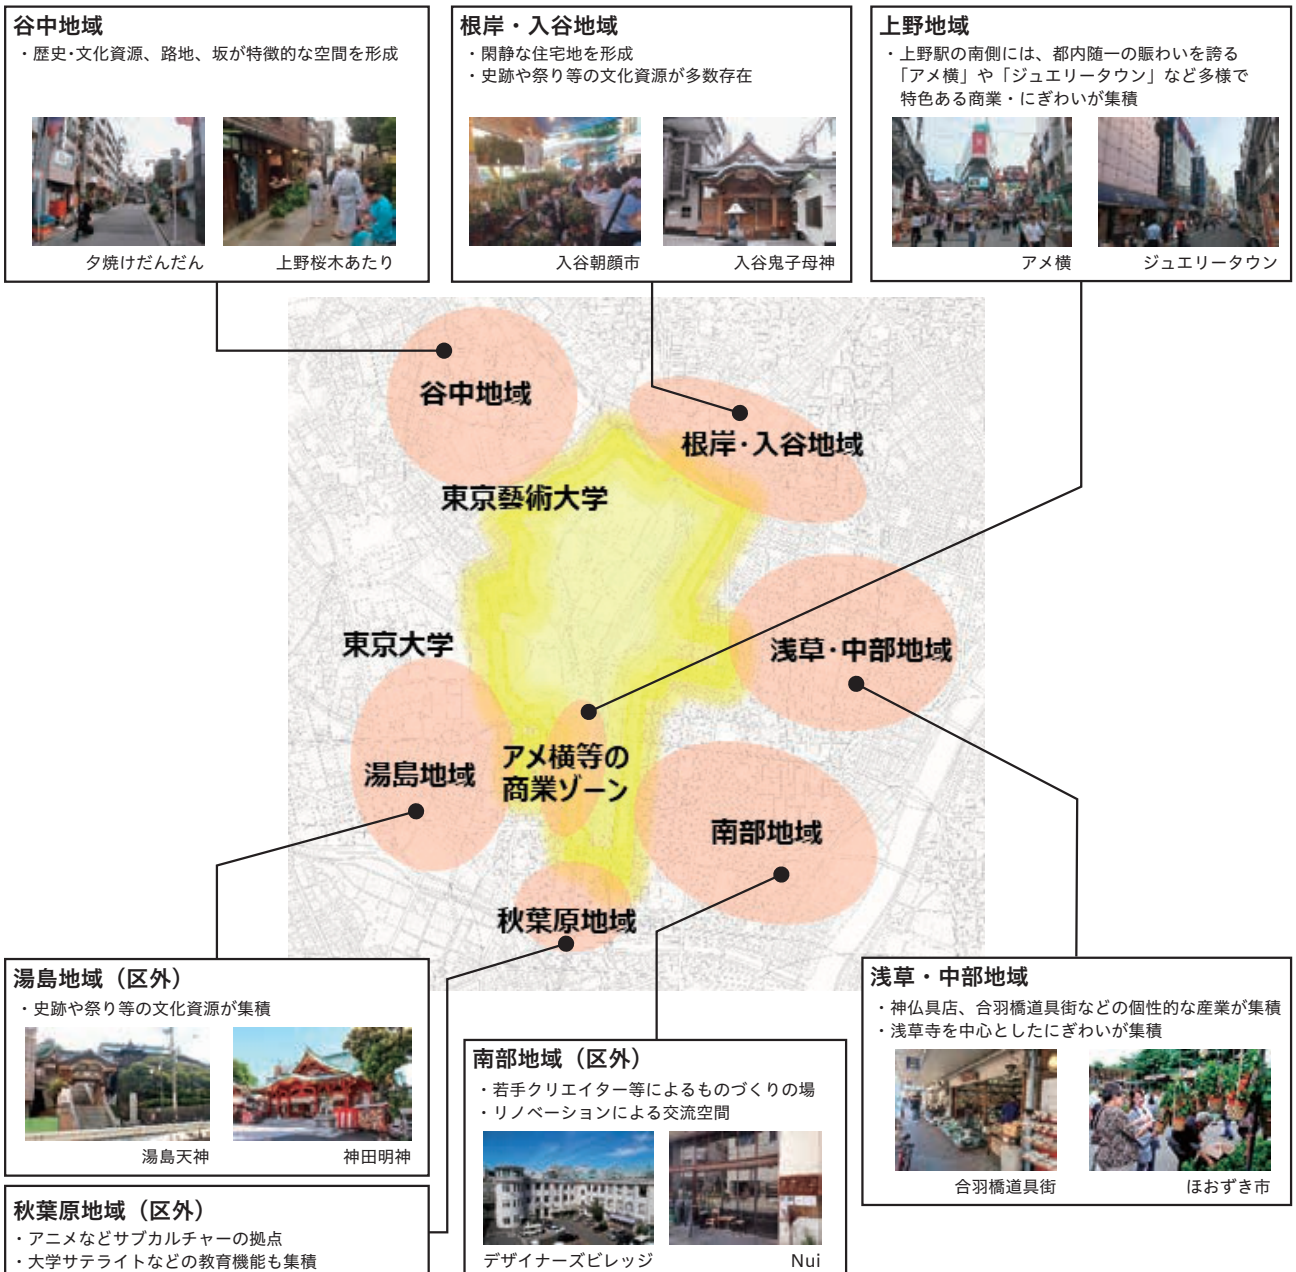 谷中地域
・歴史・文化資源、路地、坂が特徴的な空間を形成
夕焼けだんだん
上野桜木あたり
根岸・入谷地域
・閑静な住宅地を形成
・史跡や祭り等の文化資源が多数存在
入谷朝顔市
入谷鬼子母神
上野地域
・上野駅の南側には、都内随一の賑わいを誇る
「アメ横」や「ジュエリータウン」など多様で
特色ある商業・にぎわいが集積
アメ横
ジュエリータウン
谷中地域
根岸・入谷地域
東京藝術大学
東京大学
浅草・中部地域
湯島地域
アメ横等の
商業ゾーン
南部地域
秋葉原地域
湯島地域（区外）
・史跡や祭り等の文化資源が集積
湯島天神
神田明神
秋葉原地域（区外）
・アニメなどサブカルチャーの拠点
・大学サテライトなどの教育機能も集積
南部地域（区外）
・若手クリエイター等によるものづくりの場
・リノベーションによる交流空間
デザイナーズビレッジ
Nui
浅草・中部地域
・神仏具店、合羽橋道具街などの個性的な産業が集積
・浅草寺を中心としたにぎわいが集積
合羽橋道具街
ほおずき市